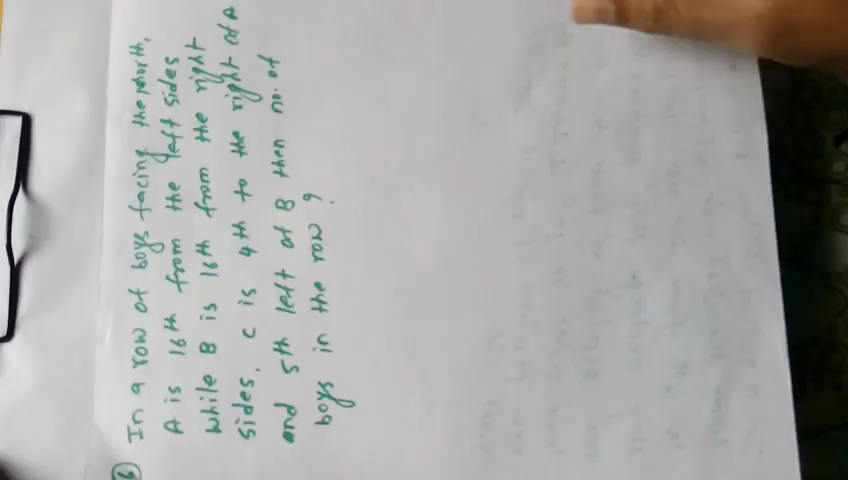 (6) In a row of boys facing the north,
A is 16th from the left sides
while B is 16th from the right
sides. C is 4th to the right of A
and 5th left of B then no. of
boys in the row?